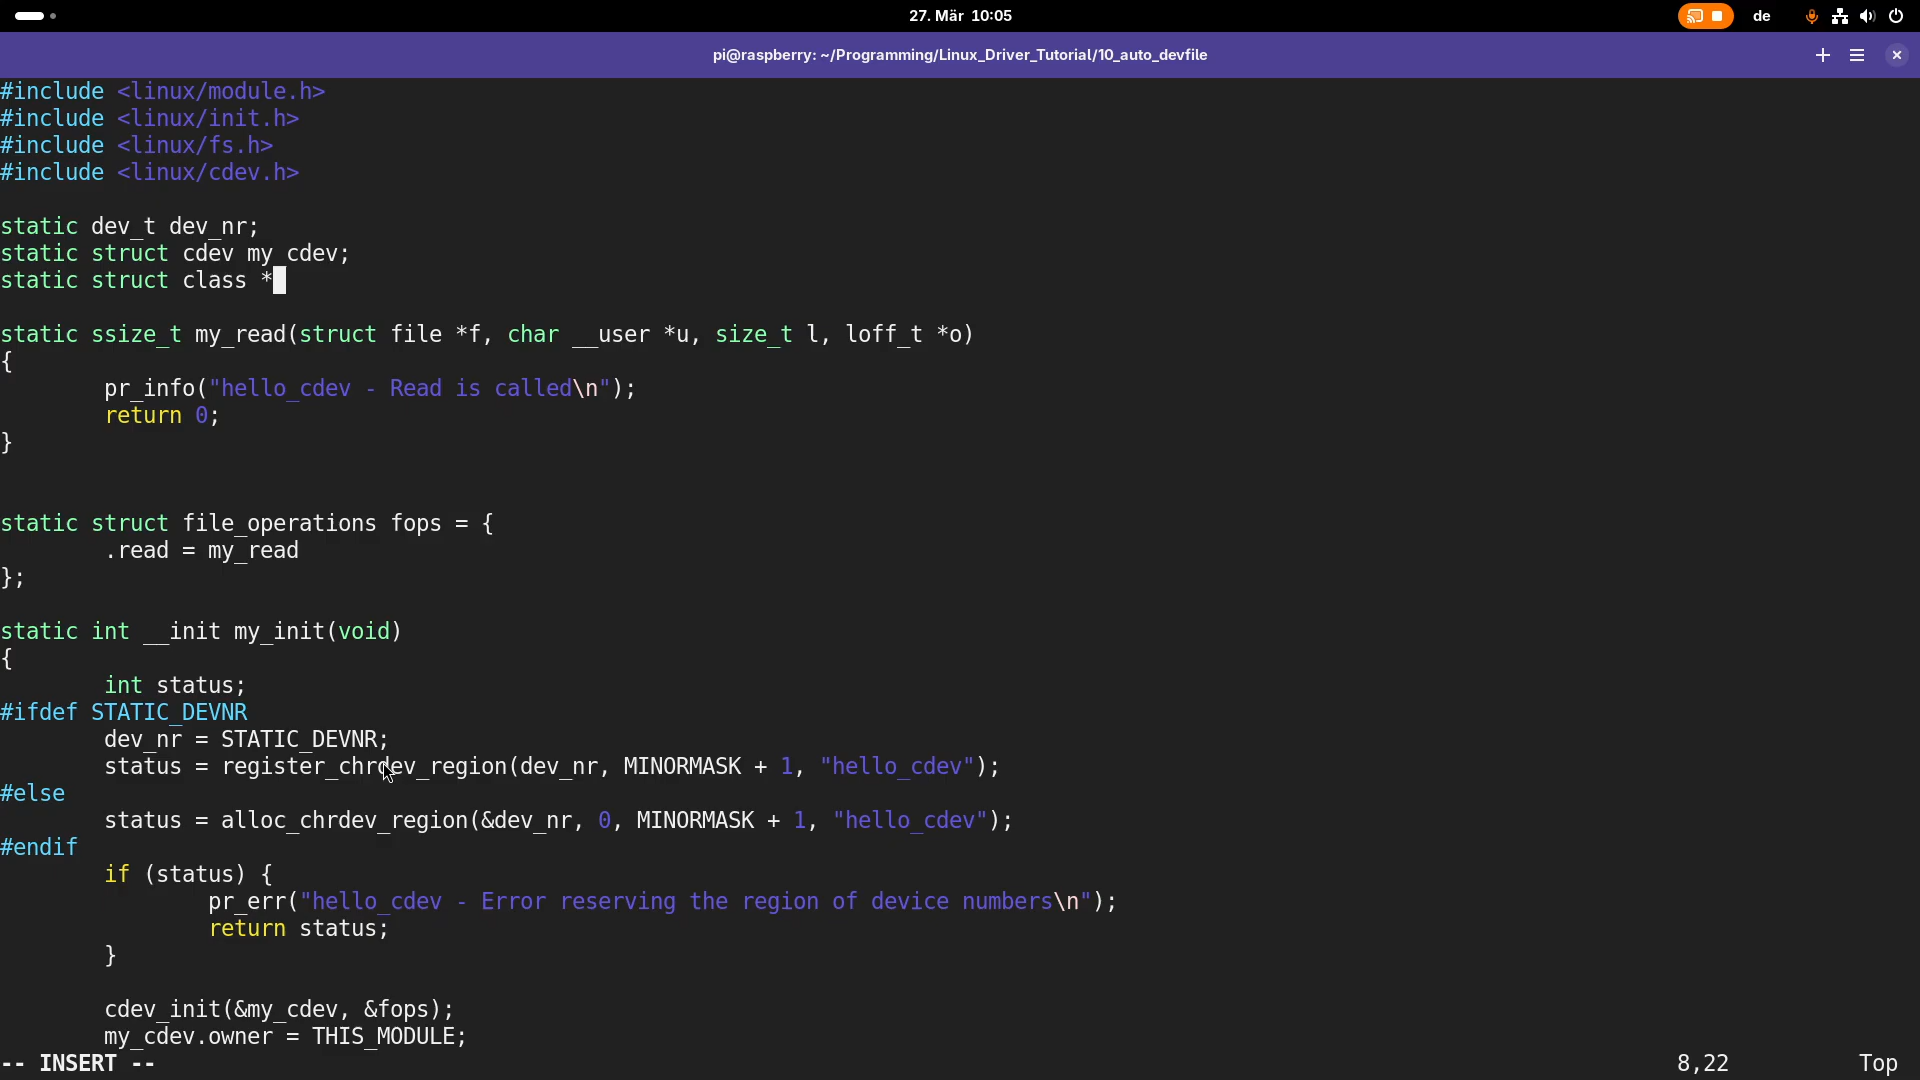 27. Mär 10:05
de
pi@raspberry: ~/Programming/Linux_Driver_Tutorial/10_auto_devfile
#include <linux/module.h>
#include <linux/init.h>
#include <linux/fs.h>
#include <linux/cdev.h>
static dev_t dev_nr;
static struct cdev my_cdev;
static struct class *
static ssize_t my_read(struct file *f, char __user *u, size_t l, loff_t *o)
{
pr_info("hello_cdev - Read is called\n");
return 0;
}
static struct file_operations fops = {
.read = my_read
};
static int __init my_init(void)
{
int status;
#ifdef STATIC_DEVNR
dev_nr = STATIC_DEVNR;
status = register_chrdev_region(dev_nr, MINORMASK + 1, "hello_cdev");
#else
status = alloc_chrdev_region(&dev_nr, 0, MINORMASK + 1, "hello_cdev");
#endif
if (status) {
pr_err("hello_cdev - Error reserving the region of device numbers\n");
return status;
}
cdev_init(&my_cdev, &fops);
my_cdev.owner = THIS_MODULE;
-- INSERT --
8,22
Top